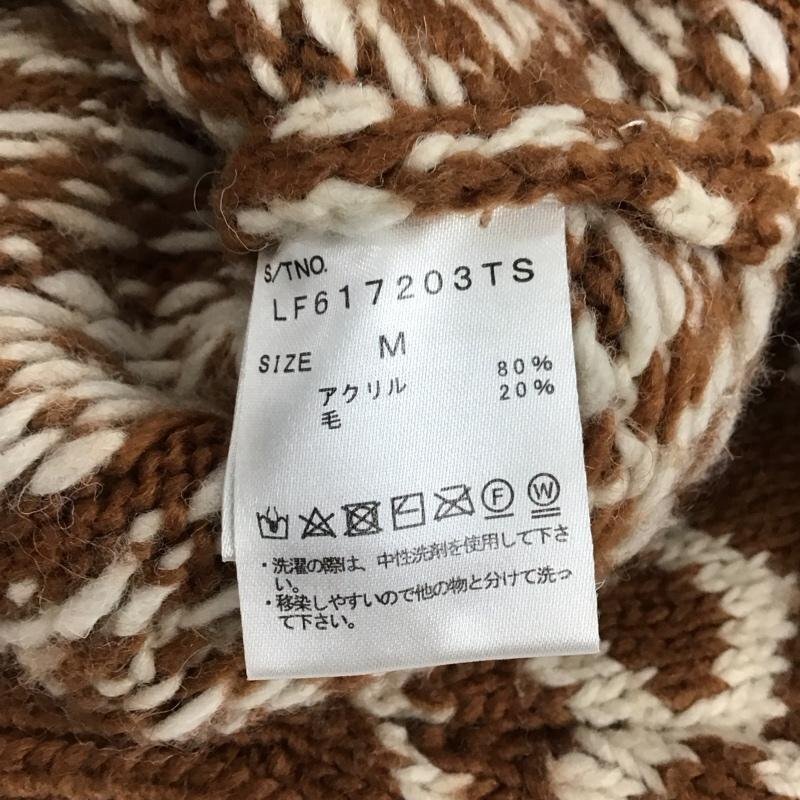 S/TNO.
LF617203TS
SIZE M
アクリル 80%
毛 20%
F W
・洗濯の際は、中性洗剤を使用して下さ
い。
・移染しやすいので他の物と分けて洗っ
て下さい。